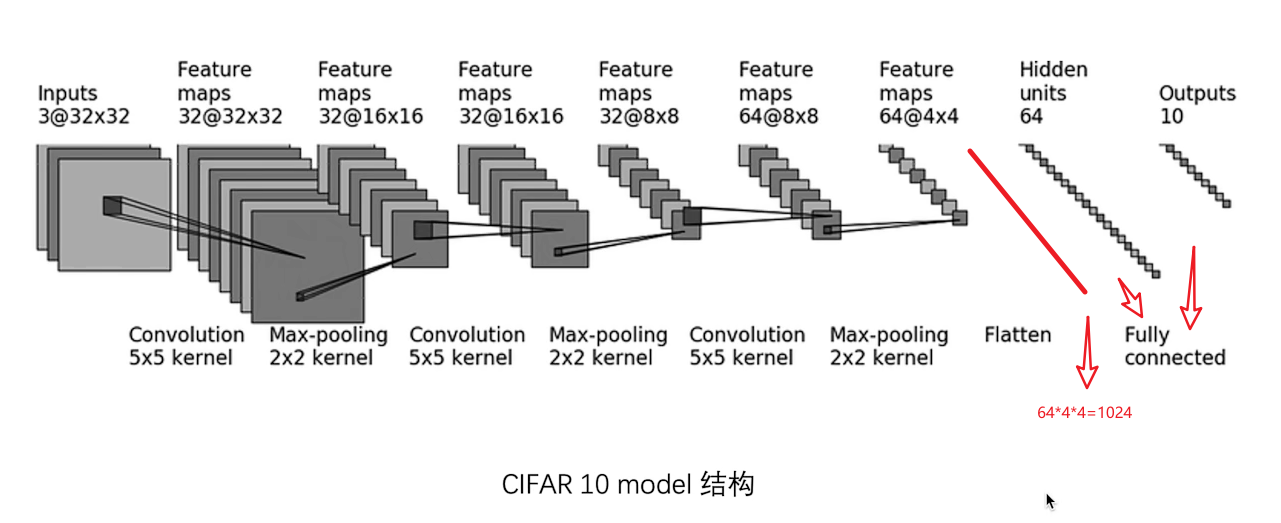 Inputs
3@32x32
Feature
maps
32@32x32
Feature
maps
32@16x16
Feature
maps
32@16x16
Feature
maps
32@8x8
Feature
maps
64@8x8
Feature
maps
64@4x4
Hidden
units
64
Outputs
10
Convolution
5x5 kernel
Max-pooling
2x2 kernel
Convolution
5x5 kernel
Max-pooling
2x2 kernel
Convolution
5x5 kernel
Max-pooling
2x2 kernel
Flatten
Fully
connected
64*4*4=1024
CIFAR 10 model 结构